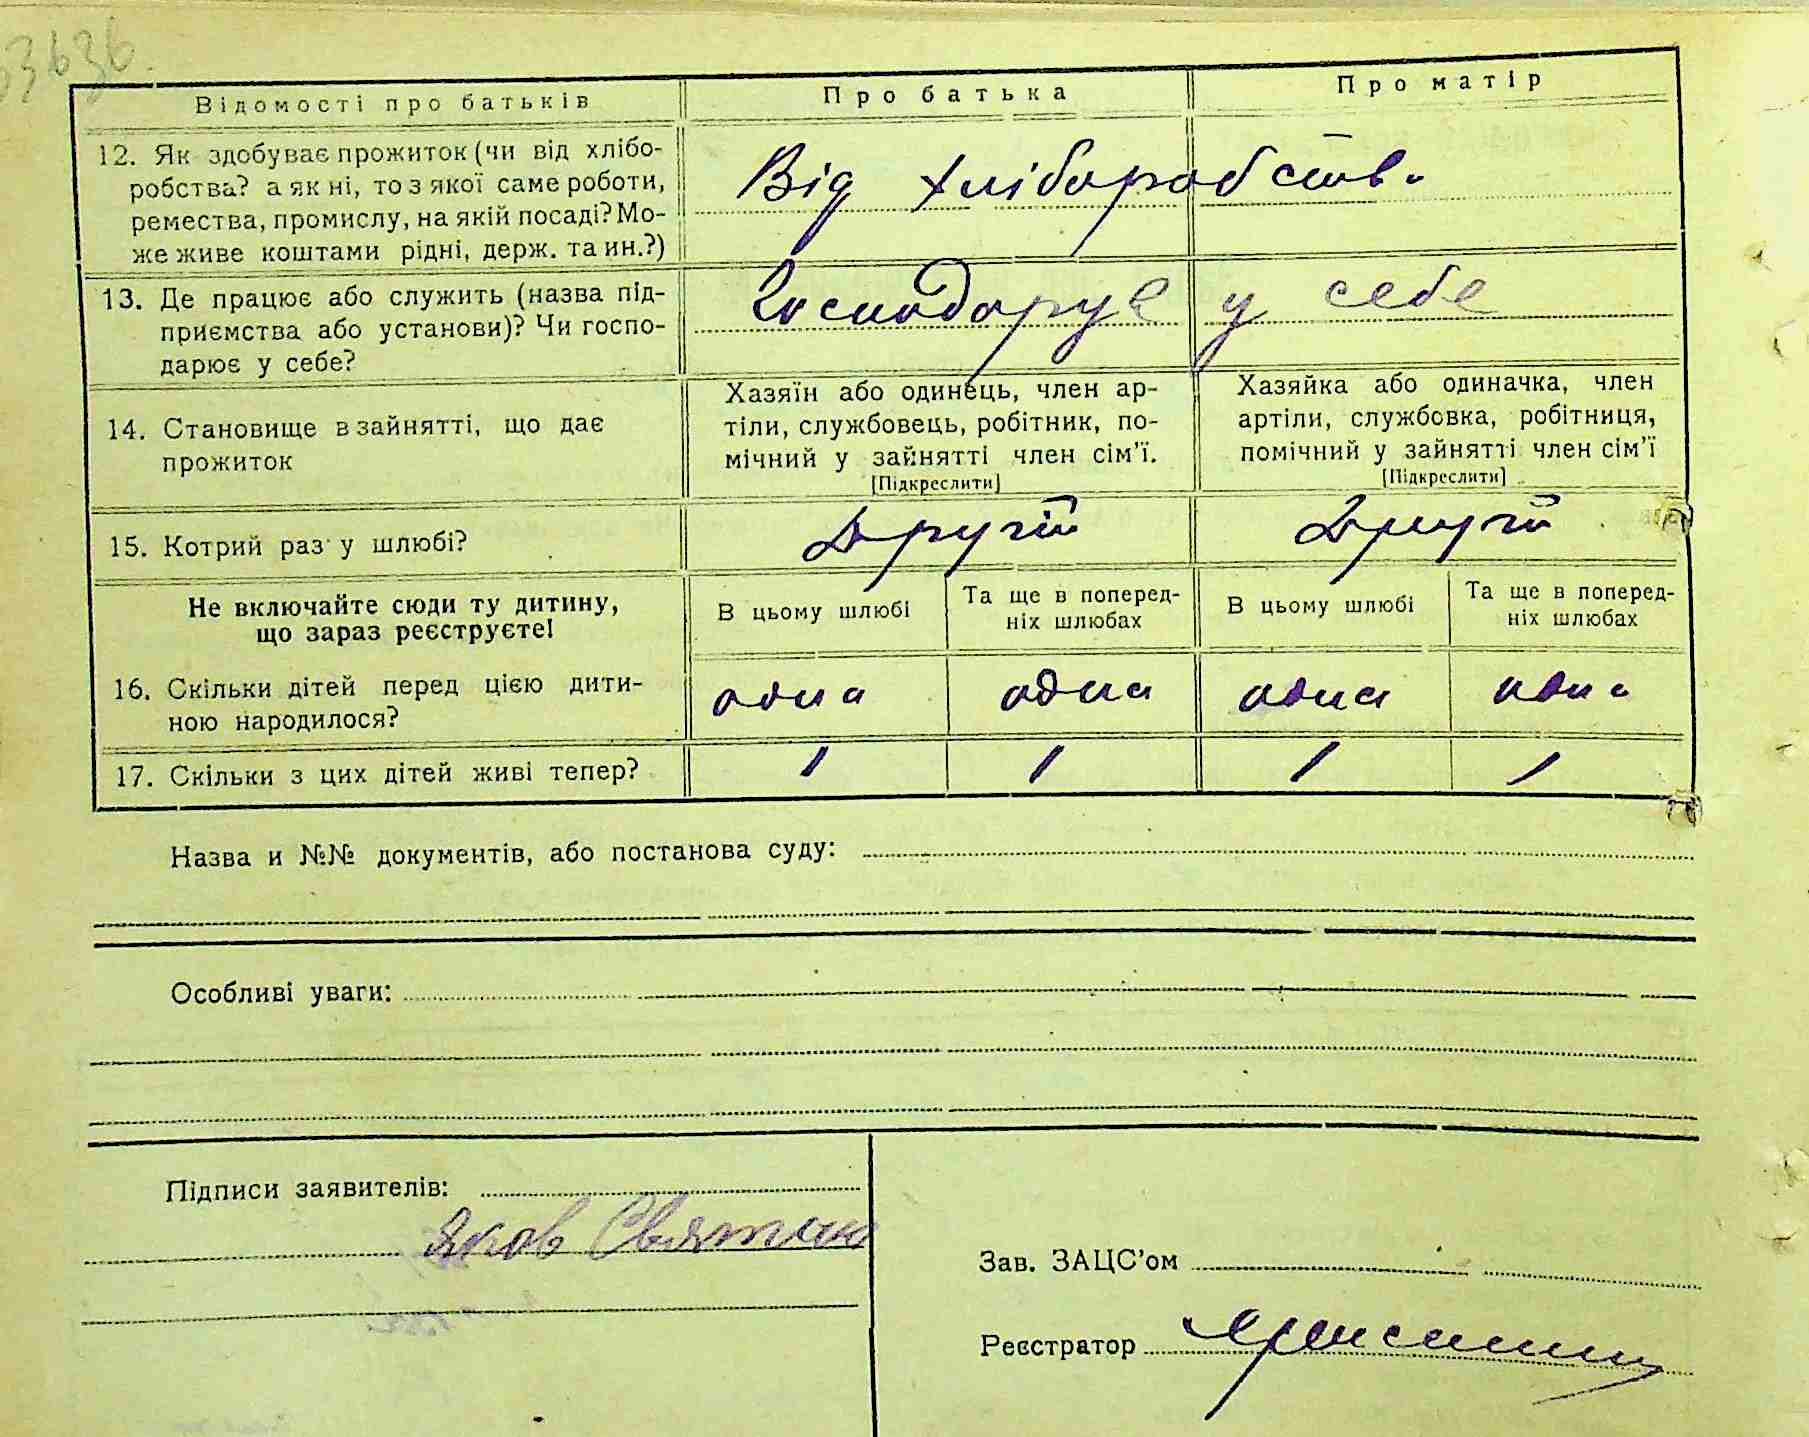 53636.
Відомості про батьків
Про батька
Про матір
12. Як здобуває прожиток (чи від хлібо-
робства? а як ні, то з якої саме роботи,
ремества, промислу, на якій посаді? Мо-
же живе коштами рідні, держ. та ин.?)
Від хліборобств.
13. Де працює або служить (назва під-
приємства або установи)? Чи госпо-
дарює у себе?
Господарує у себе
14. Становище в зайнятті, що дає
прожиток
Хазяїн або одинець, член ар-
тіли, службовець, робітник, по-
мічний у зайнятті член сім’ї.
[Підкреслити]
Хазяйка або одиначка, член
артіли, службовка, робітниця,
помічний у зайнятті член сім’ї
[Підкреслити]
15. Котрий раз у шлюбі?
Другій
Другій
Не включайте сюди ту дитину,
що зараз реєструєте!
В цьому шлюбі
Та ще в поперед-
ніх шлюбах
В цьому шлюбі
Та ще в поперед-
ніх шлюбах
16. Скільки дітей перед цією дити-
ною народилося?
одна
одна
одна
одна
17. Скільки з цих дітей живі тепер?
1
1
1
1
Назва и №№ документів, або постанова суду:
Особливі уваги:
Підписи заявителів:
Яков
Зав. ЗАЦС’ом
Реєстратор